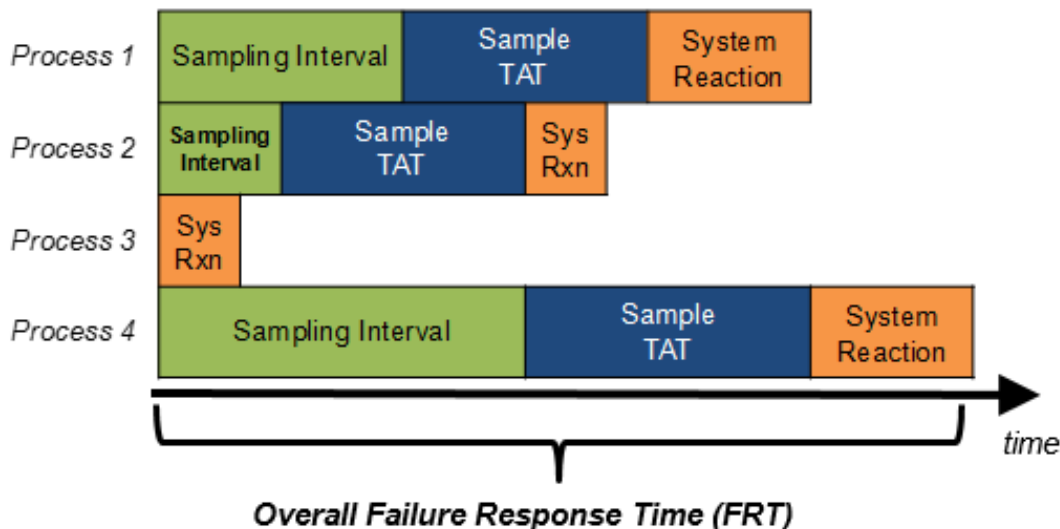 Process 1
Sampling Interval
Sample
TAT
System
Reaction
Process 2
Sampling
Interval
Sample
TAT
Sys
Rxn
Process 3
Sys
Rxn
Process 4
Sampling Interval
Sample
TAT
System
Reaction
time
Overall Failure Response Time (FRT)